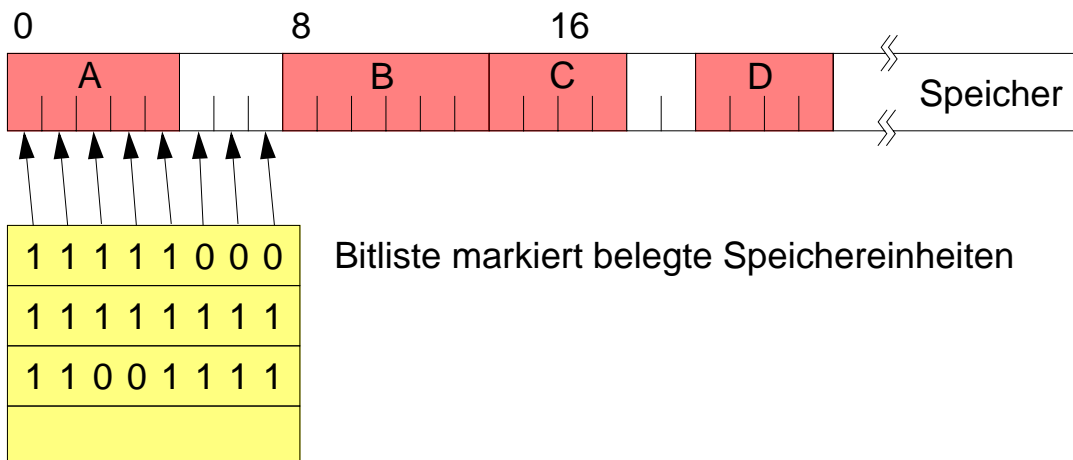 0 8 16
A B C D
Speicher
1 1 1 1 1 0 0 0 Bitliste markiert belegte Speichereinheiten
1 1 1 1 1 1 1 1
1 1 0 0 1 1 1 1